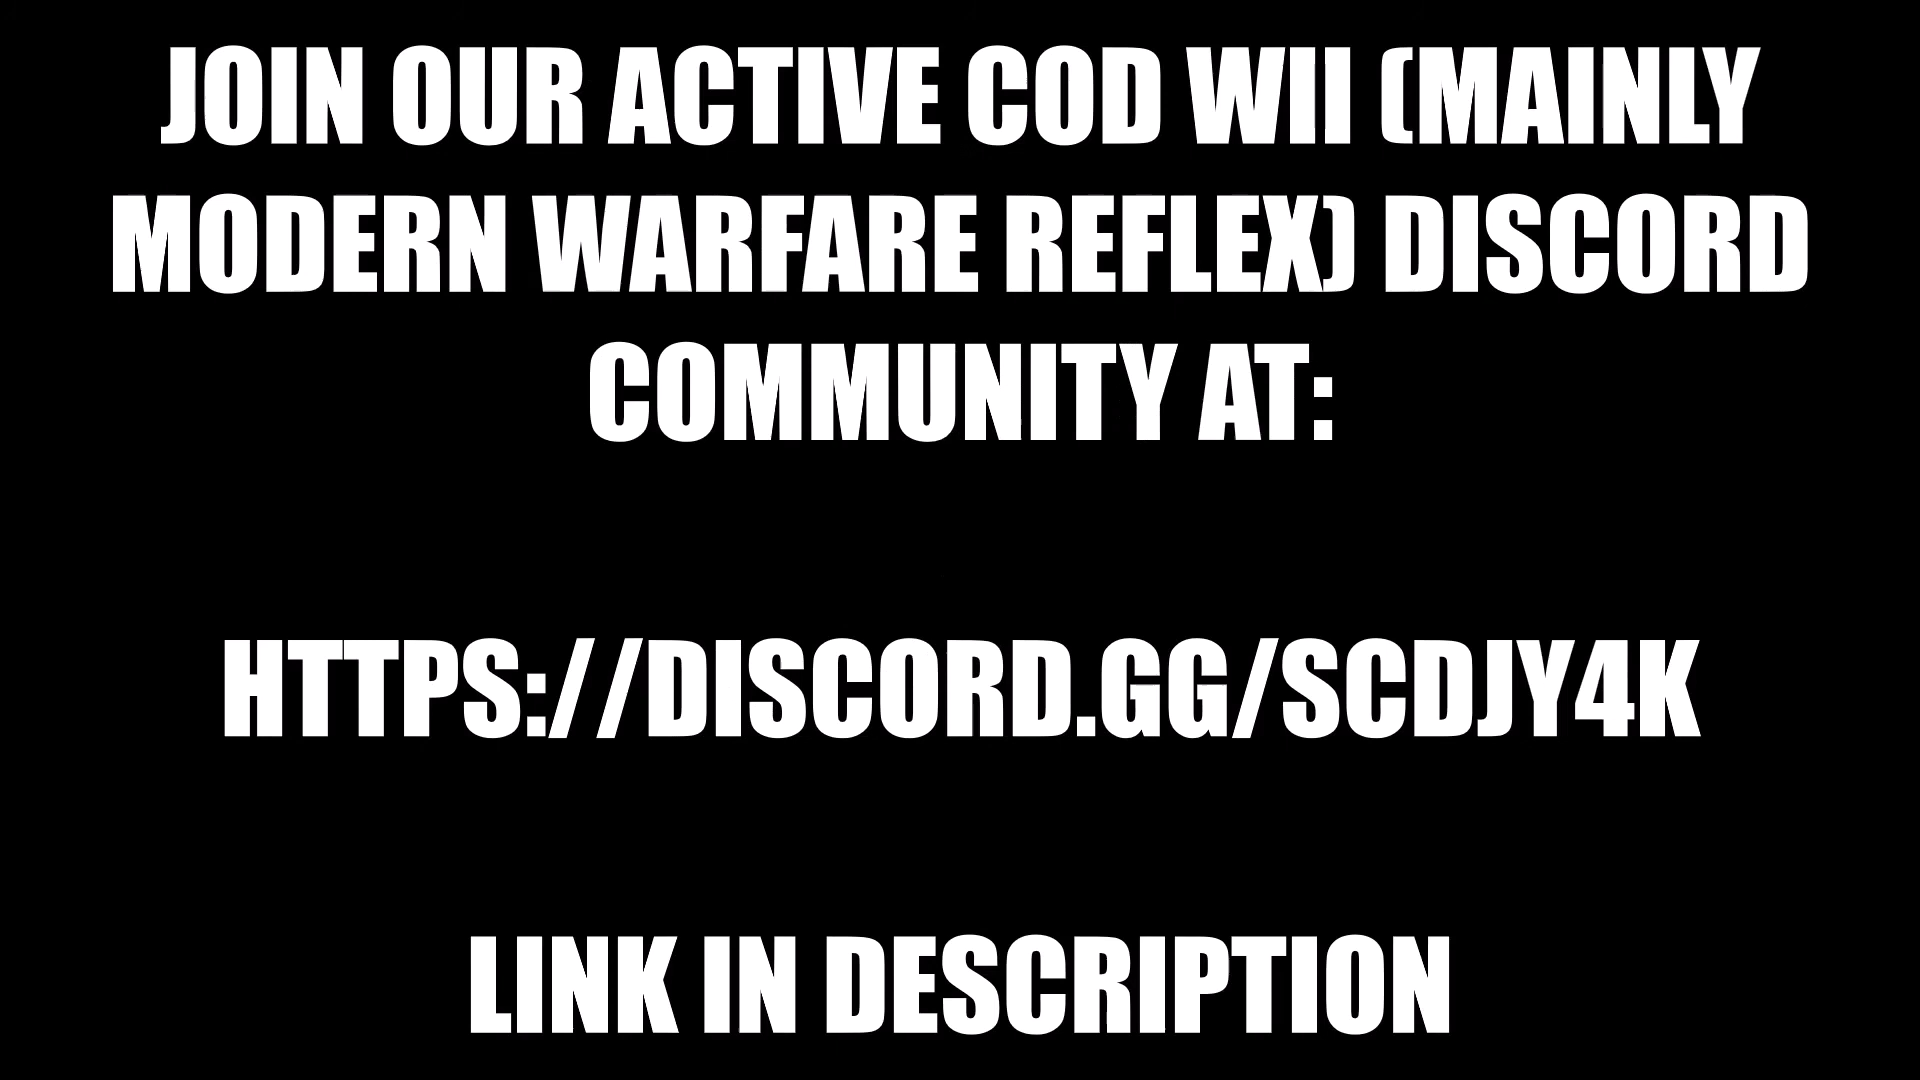 JOIN OUR ACTIVE COD WII (MAINLY
MODERN WARFARE REFLEX) DISCORD
COMMUNITY AT:
HTTPS://DISCORD.GG/SCDJY4K
LINK IN DESCRIPTION